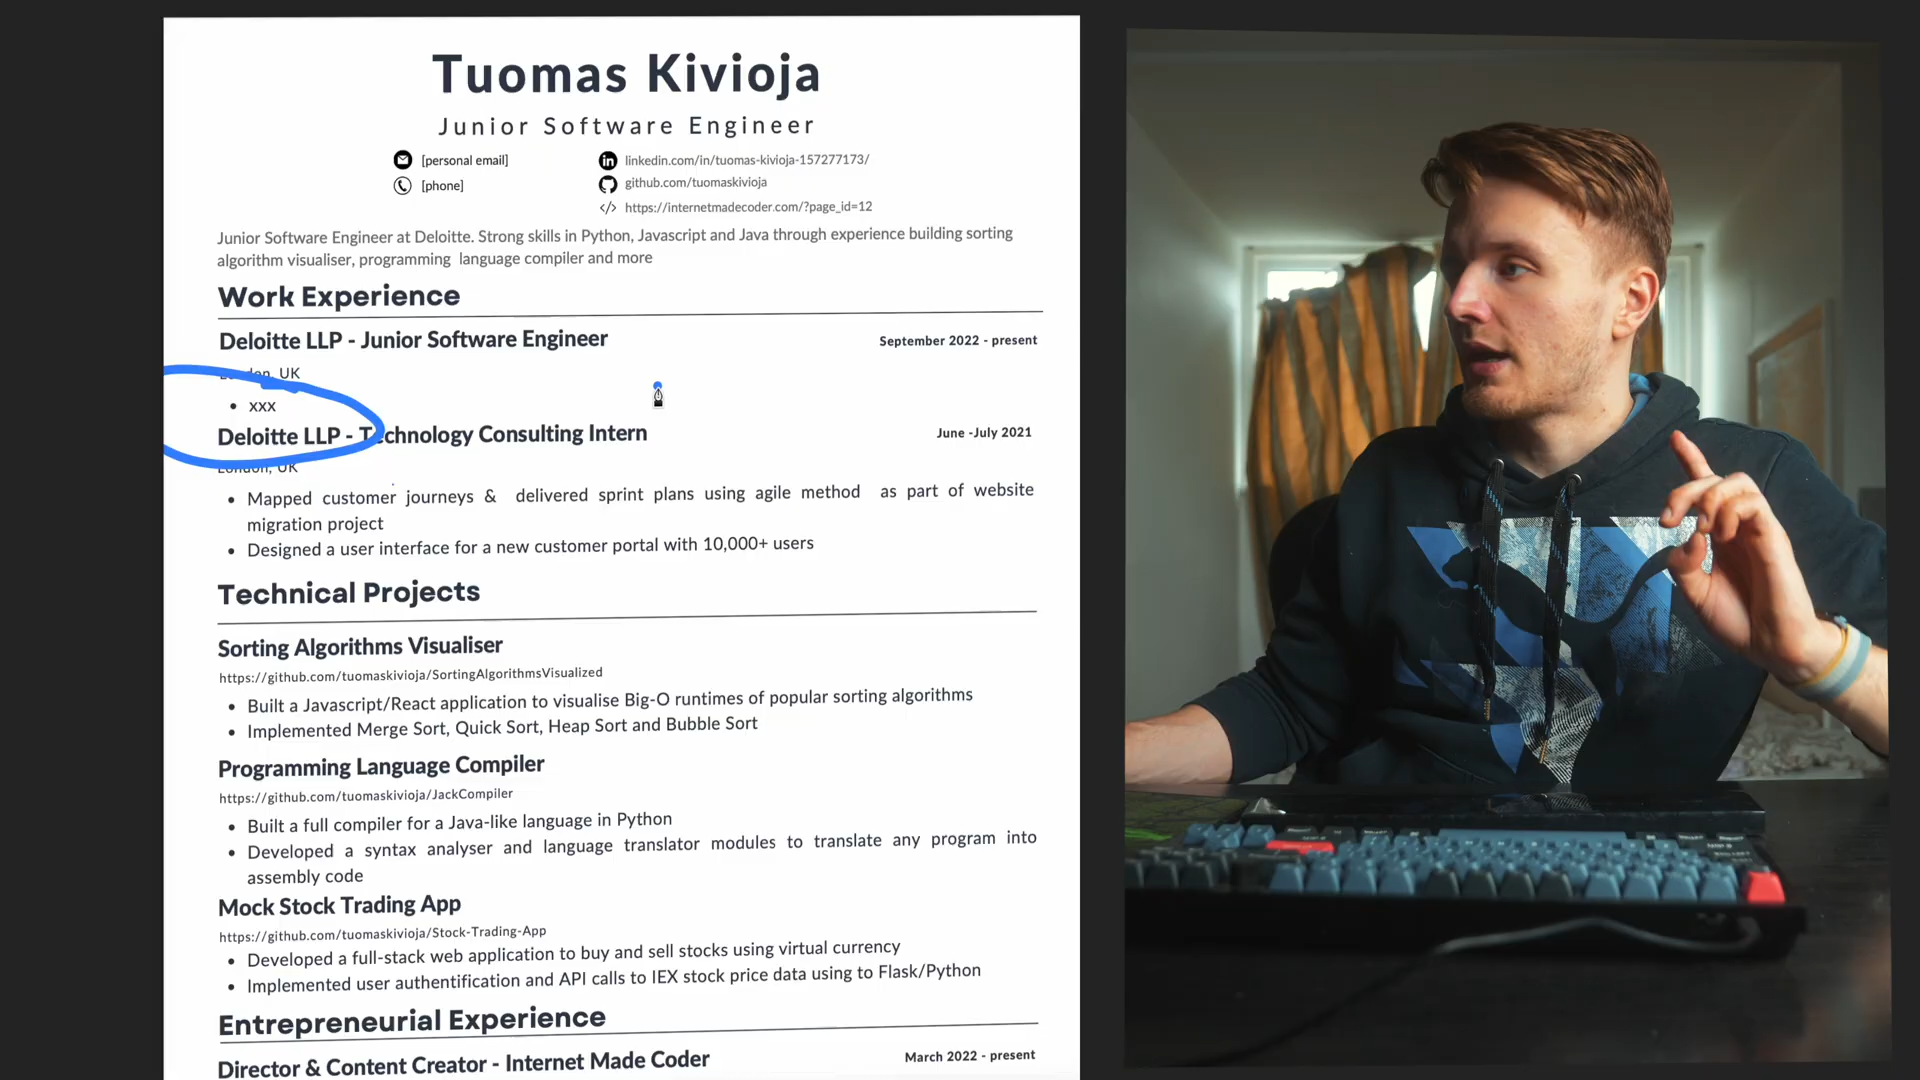 Tuomas Kivioja
Junior Software Engineer
[personal email]
[phone]
linkedin.com/in/tuomas-kivioja-157277173/
github.com/tuomaskivioja
</> https://internetmadecoder.com/?page_id=12
Junior Software Engineer at Deloitte. Strong skills in Python, Javascript and Java through experience building sorting
algorithm visualiser, programming language compiler and more
Work Experience
Deloitte LLP - Junior Software Engineer September 2022 - present
London, UK
• xxx
Deloitte LLP - Technology Consulting Intern June -July 2021
London, UK
• Mapped customer journeys & delivered sprint plans using agile method as part of website
migration project
• Designed a user interface for a new customer portal with 10,000+ users
Technical Projects
Sorting Algorithms Visualiser
https://github.com/tuomaskivioja/SortingAlgorithmsVisualized
• Built a Javascript/React application to visualise Big-O runtimes of popular sorting algorithms
• Implemented Merge Sort, Quick Sort, Heap Sort and Bubble Sort
Programming Language Compiler
https://github.com/tuomaskivioja/JackCompiler
• Built a full compiler for a Java-like language in Python
• Developed a syntax analyser and language translator modules to translate any program into
assembly code
Mock Stock Trading App
https://github.com/tuomaskivioja/Stock-Trading-App
• Developed a full-stack web application to buy and sell stocks using virtual currency
• Implemented user authentification and API calls to IEX stock price data using to Flask/Python
Entrepreneurial Experience
Director & Content Creator - Internet Made Coder March 2022 - present